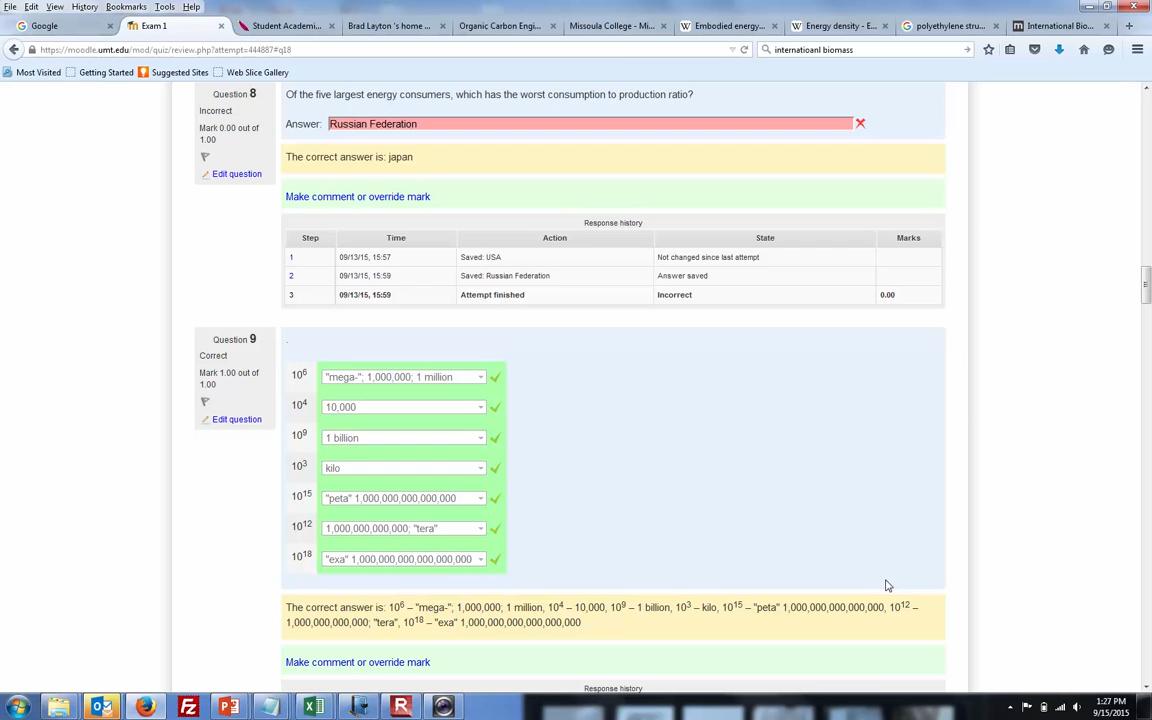 File Edit View History Bookmarks Tools Help
Google
Exam 1
Student Academi...
Brad Layton 's home ...
Organic Carbon Engi...
Missoula College - Mi...
Embodied energy...
Energy density - E...
polyethylene stru...
International Bio...
https://moodle.umt.edu/mod/quiz/review.php?attempt=444887#q18
internatioanl biomass
Most Visited Getting Started Suggested Sites Web Slice Gallery
Question 8
Incorrect
Mark 0.00 out of
1.00
Edit question
Of the five largest energy consumers, which has the worst consumption to production ratio?
Answer: Russian Federation
The correct answer is: japan
Make comment or override mark
Response history
Step Time Action State Marks
1 09/13/15, 15:57 Saved: USA Not changed since last attempt
2 09/13/15, 15:59 Saved: Russian Federation Answer saved
3 09/13/15, 15:59 Attempt finished Incorrect 0.00
Question 9
Correct
Mark 1.00 out of
1.00
Edit question
.
10⁶ "mega-"; 1,000,000; 1 million
10⁴ 10,000
10⁹ 1 billion
10³ kilo
10¹⁵ "peta" 1,000,000,000,000,000
10¹² 1,000,000,000,000; "tera"
10¹⁸ "exa" 1,000,000,000,000,000,000
The correct answer is: 10⁶ – "mega-"; 1,000,000; 1 million, 10⁴ – 10,000, 10⁹ – 1 billion, 10³ – kilo, 10¹⁵ – "peta" 1,000,000,000,000,000, 10¹² –
1,000,000,000,000; "tera", 10¹⁸ – "exa" 1,000,000,000,000,000,000
Make comment or override mark
Response history
1:27 PM
9/15/2015